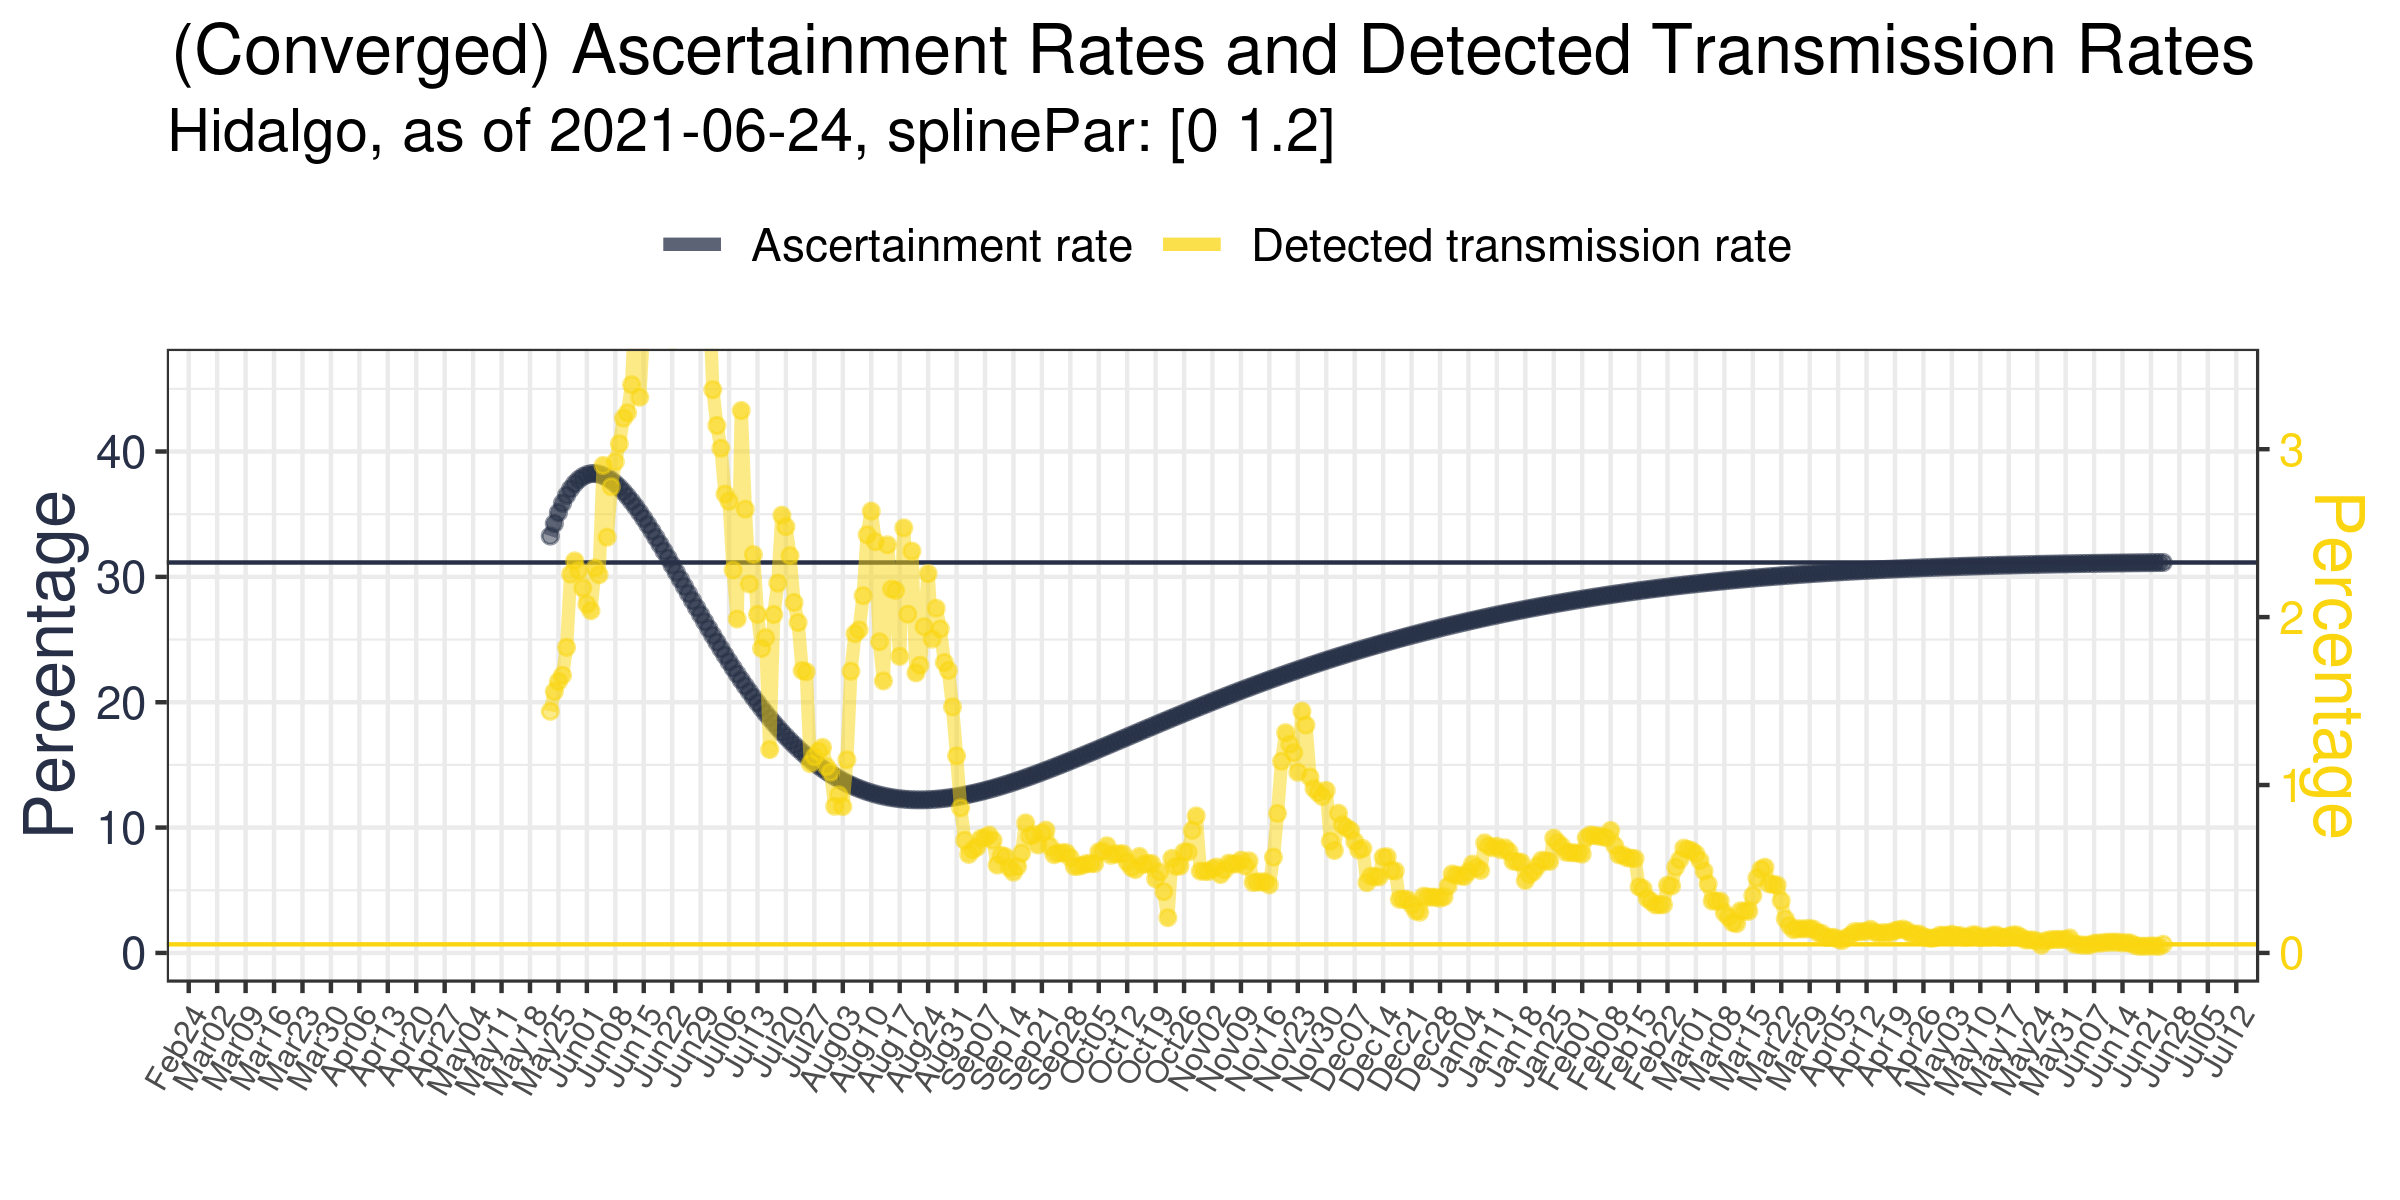 (Converged) Ascertainment Rates and Detected Transmission Rates
Hidalgo, as of 2021-06-24, splinePar: [0 1.2]
Ascertainment rate
Detected transmission rate
Percentage
40
30
20
10
0
3
2
1
0
Percentage
Feb24
Mar02
Mar09
Mar16
Mar23
Mar30
Apr06
Apr13
Apr20
Apr27
May04
May11
May18
May25
Jun01
Jun08
Jun15
Jun22
Jun29
Jul06
Jul13
Jul20
Jul27
Aug03
Aug10
Aug17
Aug24
Aug31
Sep07
Sep14
Sep21
Sep28
Oct05
Oct12
Oct19
Oct26
Nov02
Nov09
Nov16
Nov23
Nov30
Dec07
Dec14
Dec21
Dec28
Jan04
Jan11
Jan18
Jan25
Feb01
Feb08
Feb15
Feb22
Mar01
Mar08
Mar15
Mar22
Mar29
Apr05
Apr12
Apr19
Apr26
May03
May10
May17
May24
May31
Jun07
Jun14
Jun21
Jun28
Jul05
Jul12